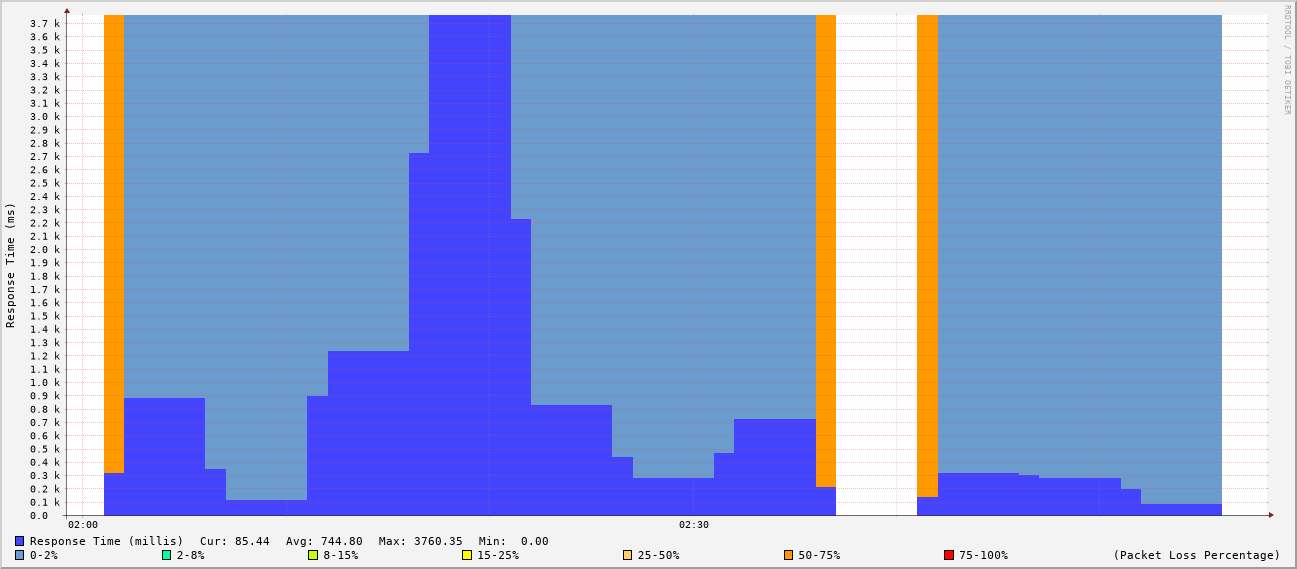 RRDTOOL / TOBI OETIKER
Response Time (ms)
3.7 k
3.6 k
3.5 k
3.4 k
3.3 k
3.2 k
3.1 k
3.0 k
2.9 k
2.8 k
2.7 k
2.6 k
2.5 k
2.4 k
2.3 k
2.2 k
2.1 k
2.0 k
1.9 k
1.8 k
1.7 k
1.6 k
1.5 k
1.4 k
1.3 k
1.2 k
1.1 k
1.0 k
0.9 k
0.8 k
0.7 k
0.6 k
0.5 k
0.4 k
0.3 k
0.2 k
0.1 k
0.0
02:00 02:30
Response Time (millis) Cur: 85.44 Avg: 744.80 Max: 3760.35 Min: 0.00
0-2% 2-8% 8-15% 15-25% 25-50% 50-75% 75-100% (Packet Loss Percentage)